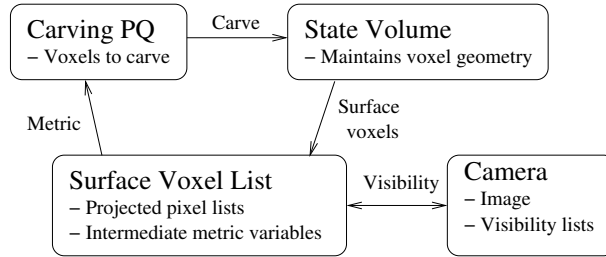 Carving PQ
– Voxels to carve
Carve
State Volume
– Maintains voxel geometry
Metric
Surface
voxels
Surface Voxel List
– Projected pixel lists
– Intermediate metric variables
Visibility
Camera
– Image
– Visibility lists